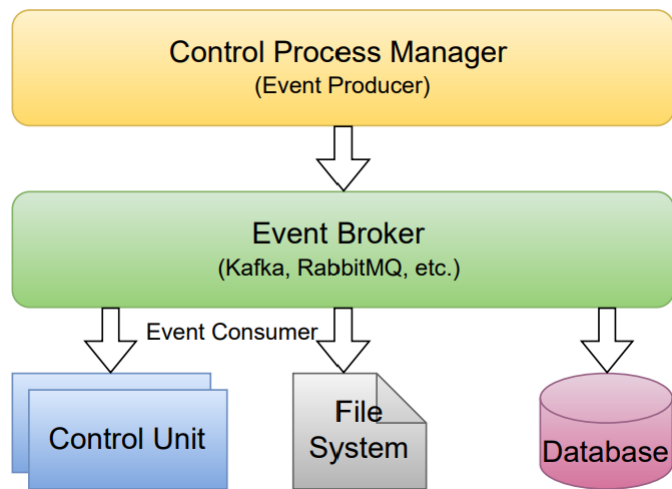 Control Process Manager
(Event Producer)
Event Broker
(Kafka, RabbitMQ, etc.)
Event Consumer
Control Unit
File
System
Database